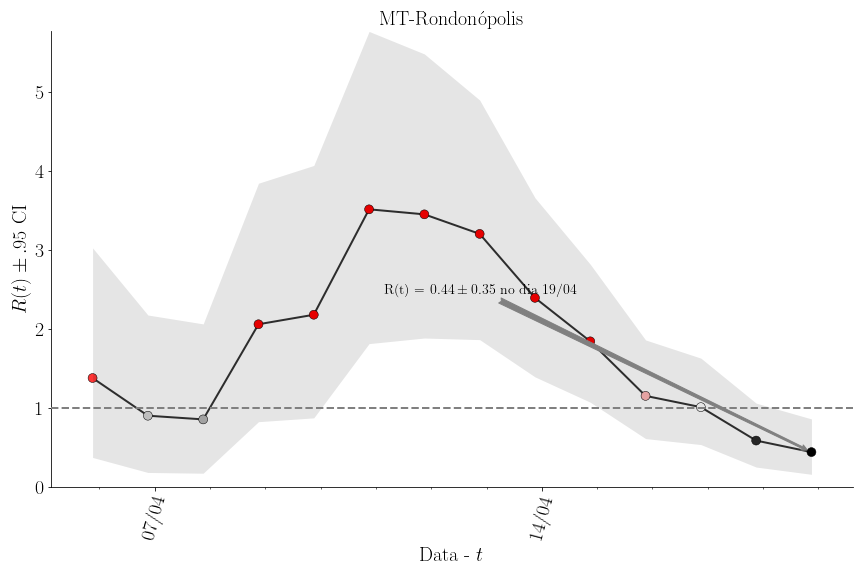 MT-Rondonópolis
R(t) ± .95 CI
5
4
3
2
1
0
R(t) = 0.44 ± 0.35 no dia 19/04
07/04
14/04
Data - t